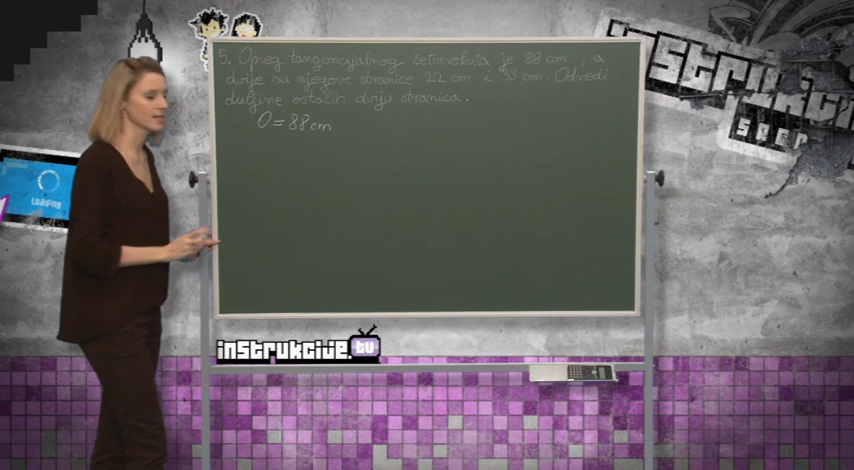 5. Opseg tangencijalnog četverokuta je 88 cm, a
dvije su njegove stranice 22 cm i 33 cm. Odredi
duljine ostalih dviju stranica.
O = 88 cm
LOADING
instrukcije.tv